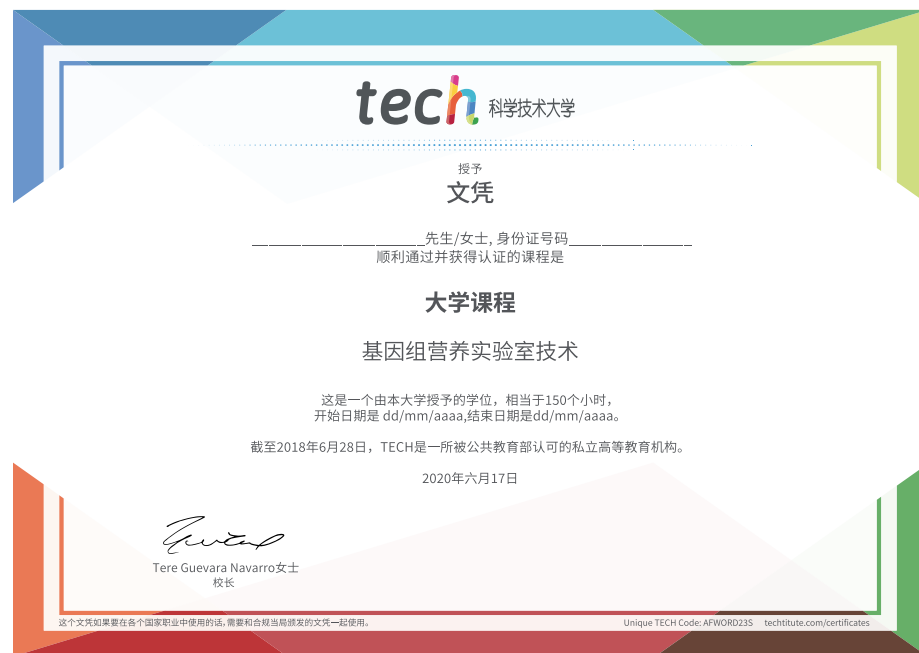 tech 科学技术大学
授予
文凭
_______________________先生/女士, 身份证号码________________
顺利通过并获得认证的课程是
大学课程
基因组营养实验室技术
这是一个由本大学授予的学位，相当于150个小时，
开始日期是 dd/mm/aaaa,结束日期是dd/mm/aaaa。
截至2018年6月28日，TECH是一所被公共教育部认可的私立高等教育机构。
2020年六月17日
Tere Guevara Navarro女士
校长
这个文凭如果要在各个国家职业中使用的话,需要和合规当局颁发的文凭一起使用。
Unique TECH Code: AFWORD23S techtitute.com/certificates